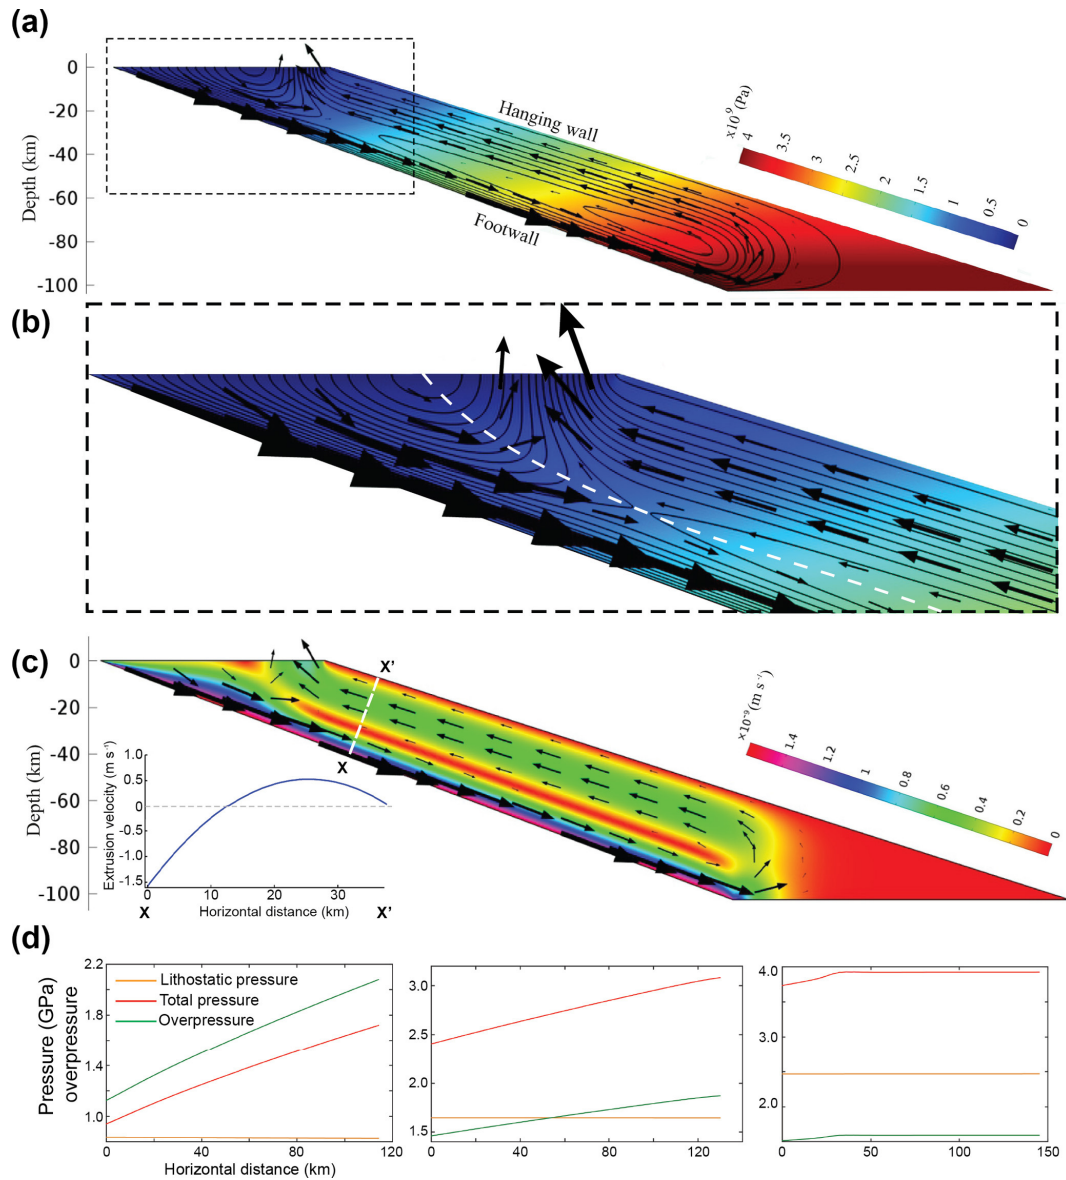 (a)
0
-20
-40
-60
-80
-100
Depth (km)
Hanging wall
Footwall
×10⁹ (Pa)
4
3.5
3
2.5
2
1.5
1
0.5
0
(b)
(c)
0
-20
-40
-60
-80
-100
Depth (km)
X'
X
×10⁻⁹ (m s⁻¹)
1.4
1.2
1
0.8
0.6
0.4
0.2
0
Extrusion velocity (m s⁻¹)
1.0
0.5
0
-0.5
-1.0
-1.5
0 10 20 30
X Horizontal distance (km) X'
(d)
Pressure (GPa)
overpressure
2.2
1.8
1.4
1.0
Lithostatic pressure
Total pressure
Overpressure
0 40 80 120
Horizontal distance (km)
3.0
2.5
2.0
1.5
0 40 80 120
4.0
3.0
2.0
0 50 100 150